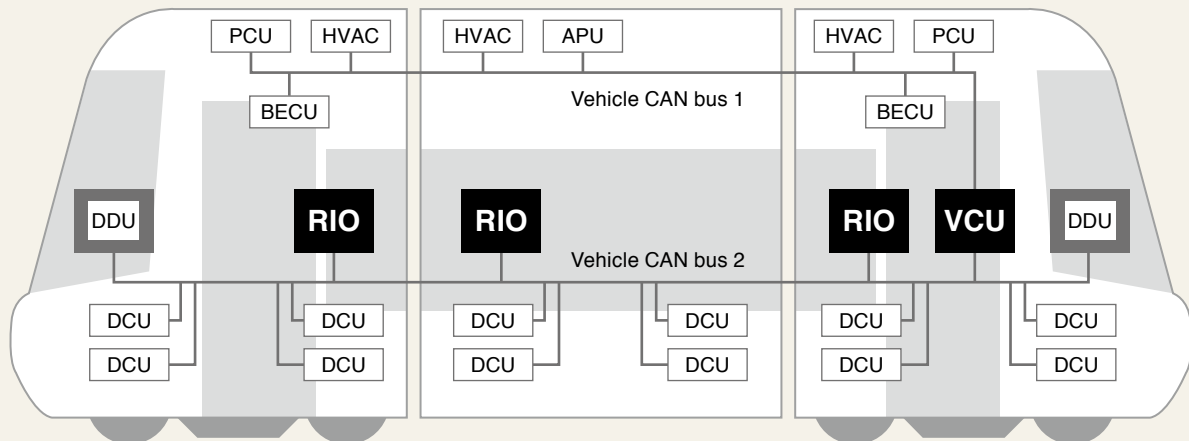 PCU HVAC HVAC APU HVAC PCU
BECU Vehicle CAN bus 1 BECU
DDU RIO RIO RIO VCU DDU
Vehicle CAN bus 2
DCU DCU DCU DCU DCU DCU
DCU DCU DCU DCU DCU DCU